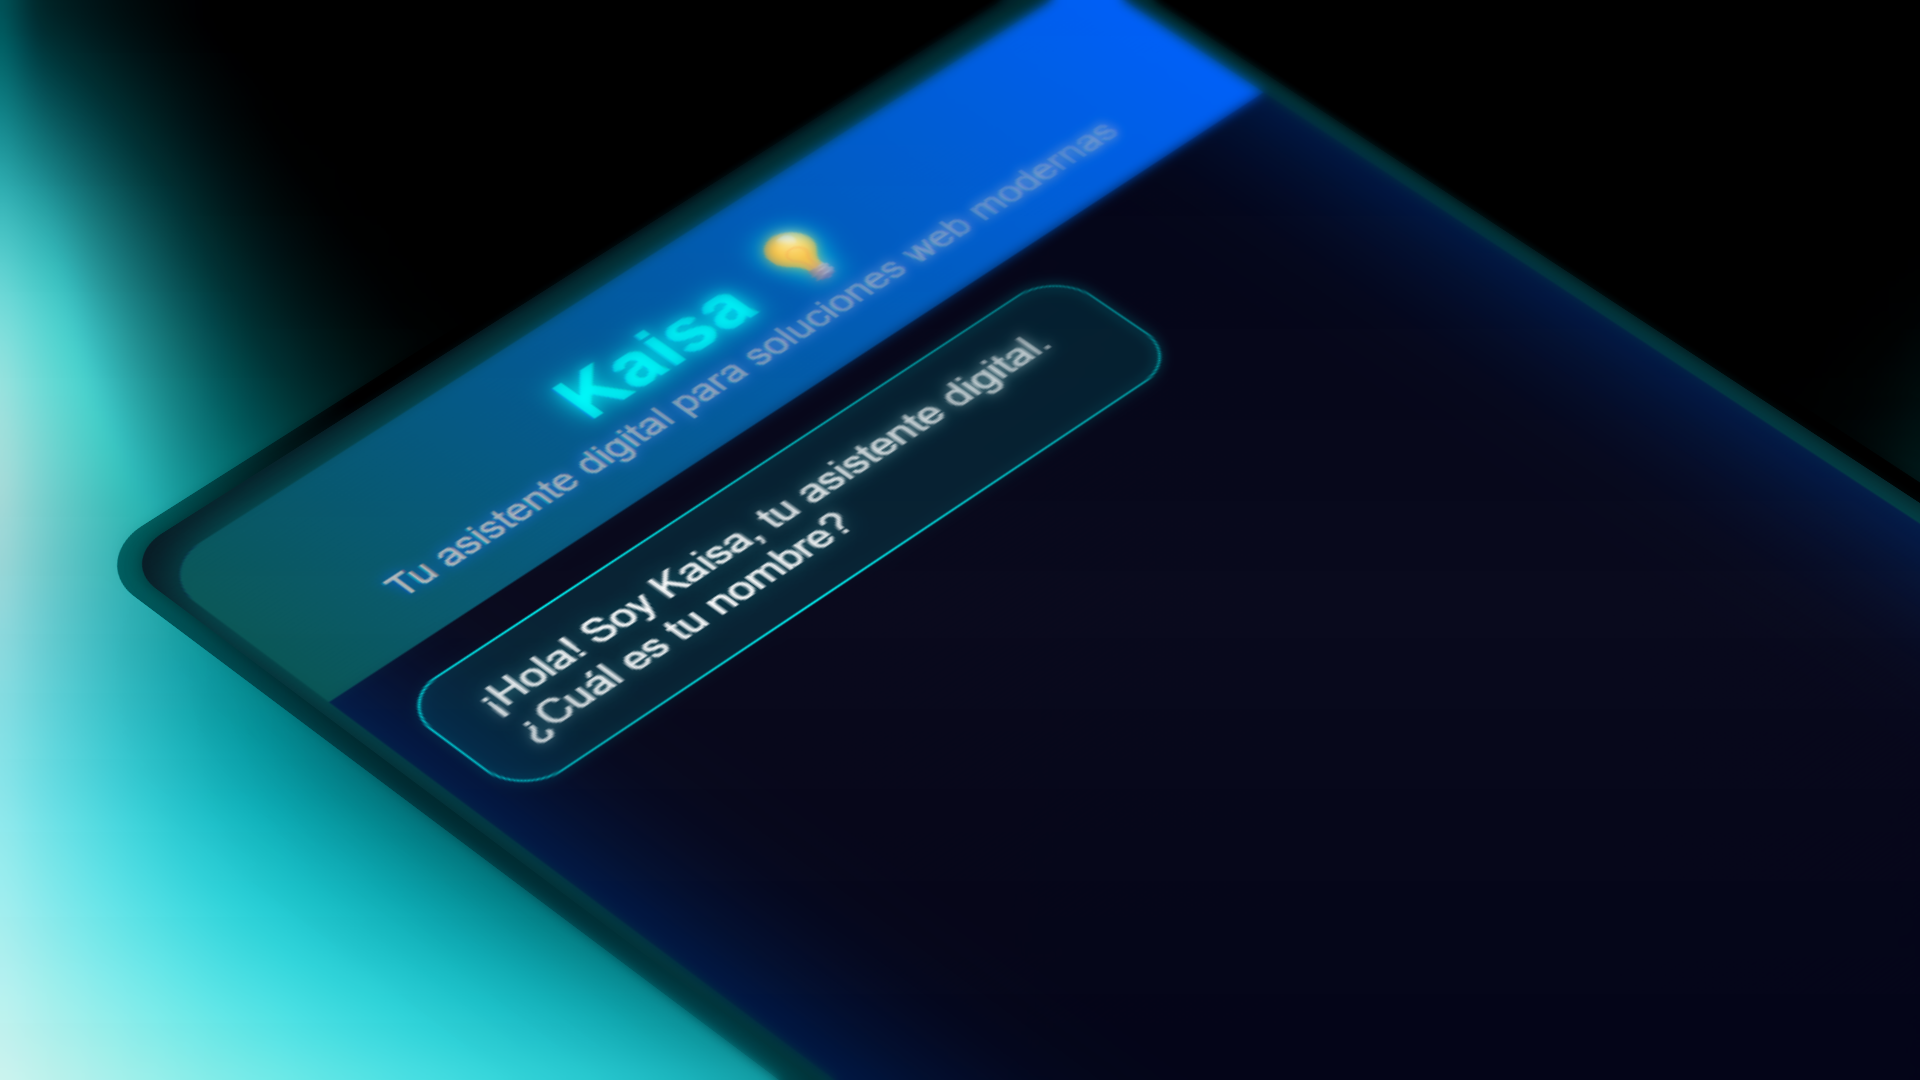 Kaisa 💡
Tu asistente digital para soluciones web modernas
¡Hola! Soy Kaisa, tu asistente digital.
¿Cuál es tu nombre?